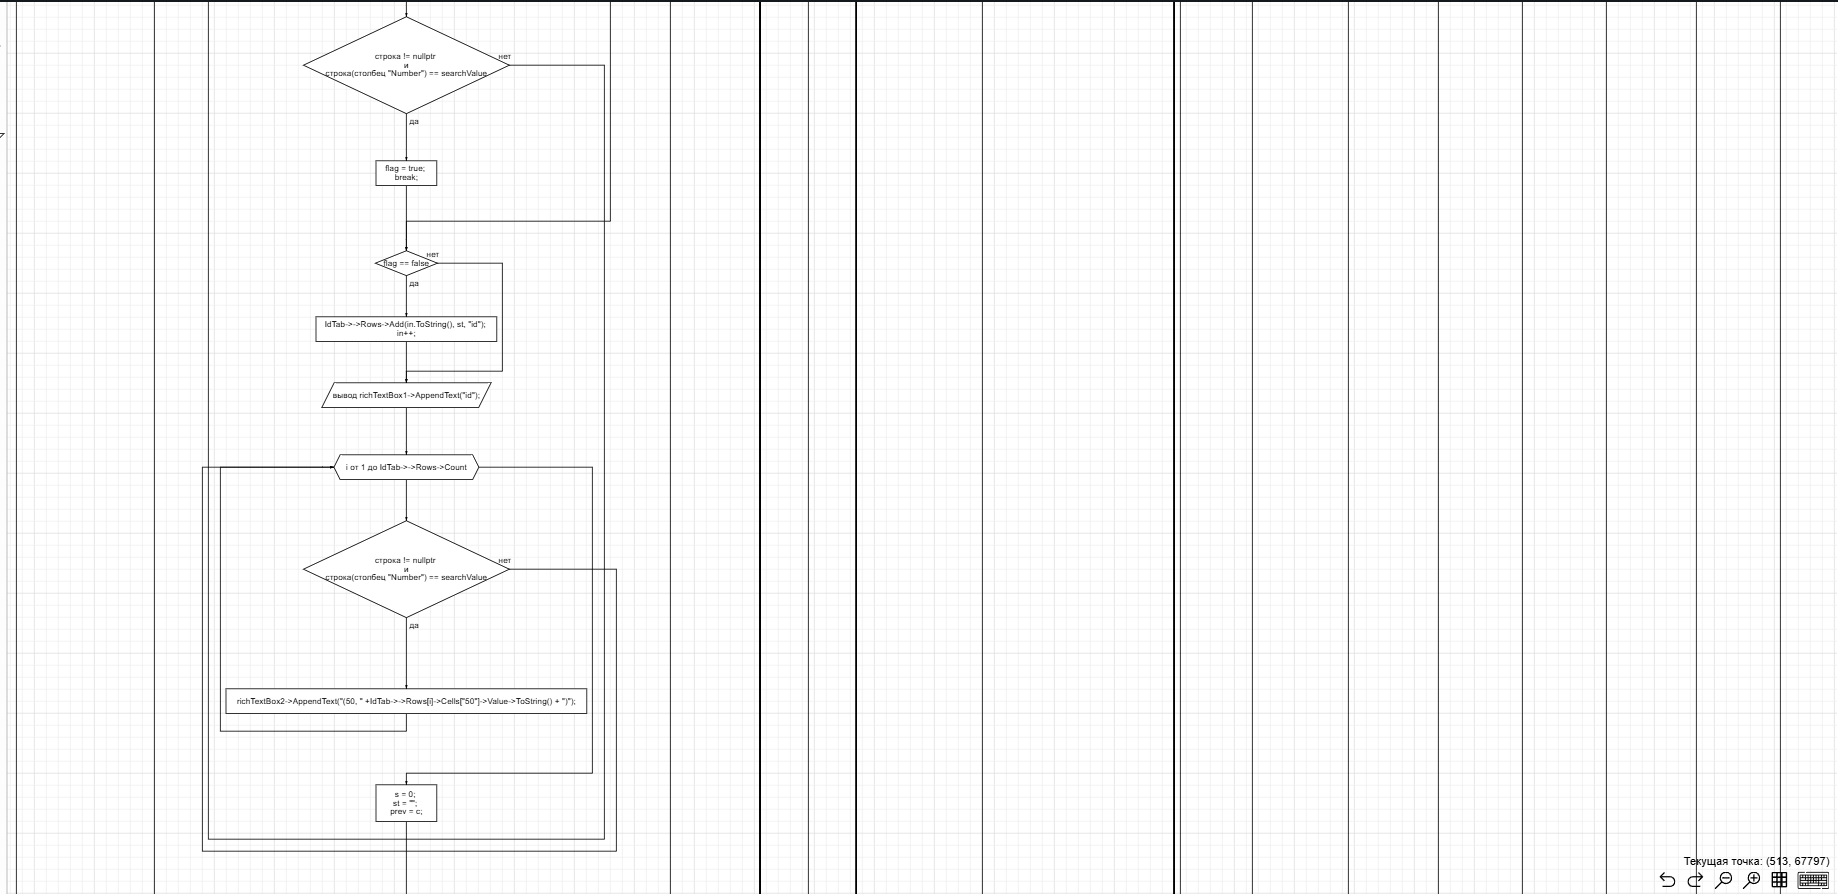 строка != nullptr
и
строка(столбец "Number") == searchValue
нет
да
flag = true;
break;
flag == false
нет
да
IdTab->->Rows->Add(in.ToString(), st, "id");
in++;
вывод richTextBox1->AppendText("id");
i от 1 до IdTab->->Rows->Count
строка != nullptr
и
строка(столбец "Number") == searchValue
нет
да
richTextBox2->AppendText("(50, " +IdTab->->Rows[i]->Cells["50"]->Value->ToString() + ")");
s = 0;
st = "";
prev = c;
Текущая точка: (513, 67797)